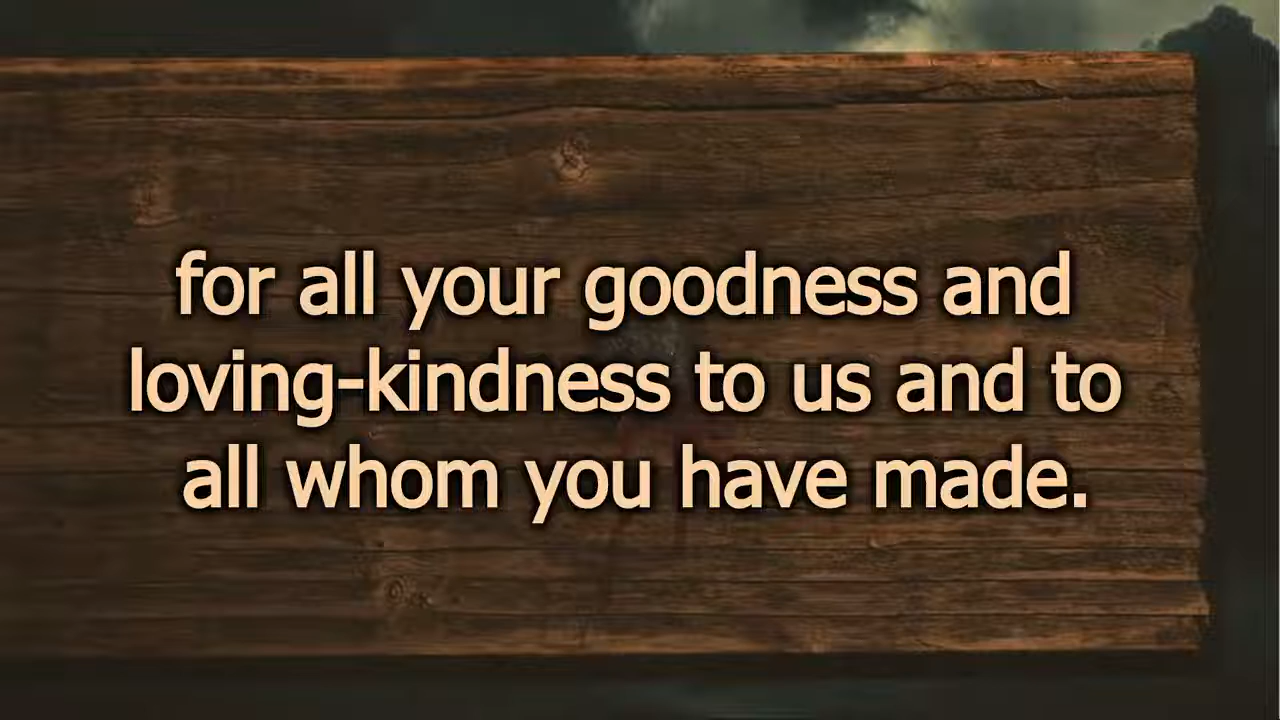 for all your goodness and
loving-kindness to us and to
all whom you have made.